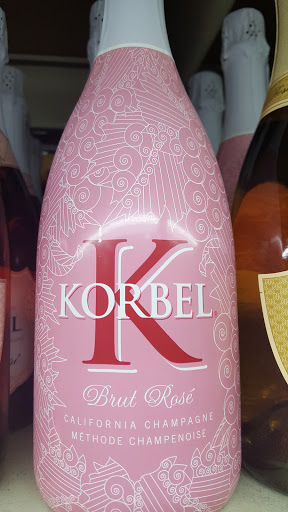 K
KORBEL
Brut Rosé
CALIFORNIA CHAMPAGNE
MÉTHODE CHAMPENOISE